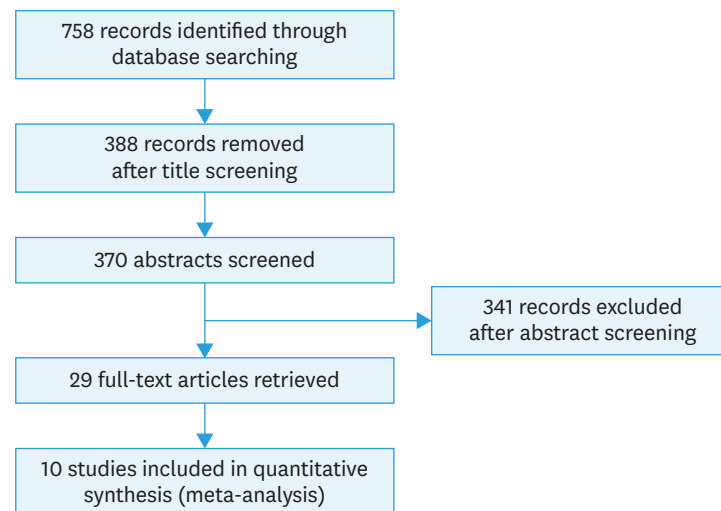 758 records identified through
database searching
388 records removed
after title screening
370 abstracts screened
341 records excluded
after abstract screening
29 full-text articles retrieved
10 studies included in quantitative
synthesis (meta-analysis)